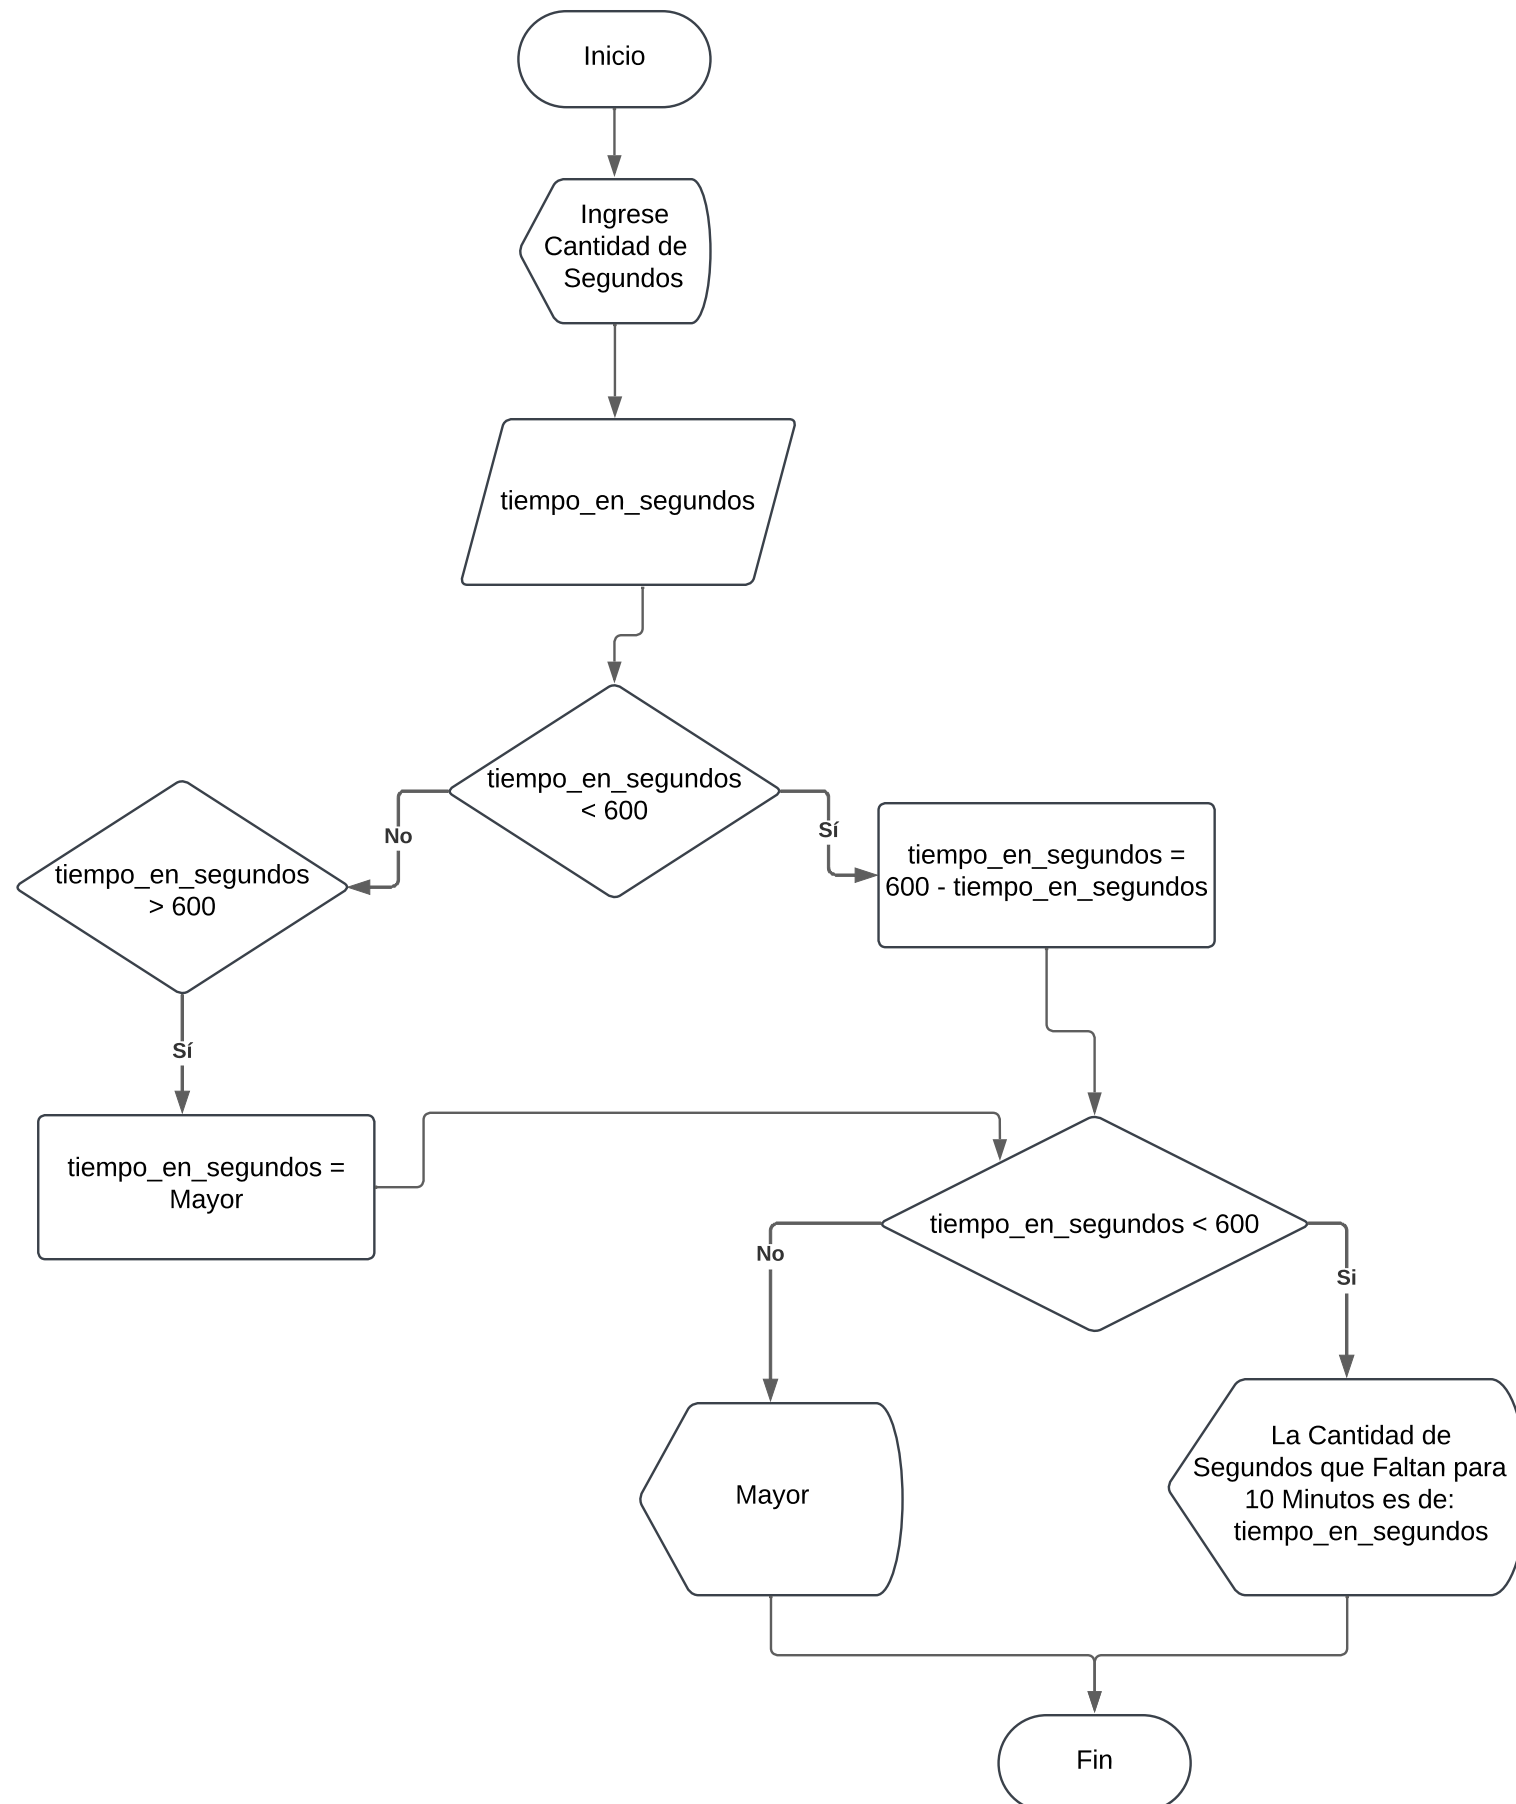 Inicio
Ingrese
Cantidad de
Segundos
tiempo_en_segundos
tiempo_en_segundos
< 600
No
Sí
tiempo_en_segundos
> 600
tiempo_en_segundos =
600 - tiempo_en_segundos
Sí
tiempo_en_segundos =
Mayor
tiempo_en_segundos < 600
No
Si
Mayor
La Cantidad de
Segundos que Faltan para
10 Minutos es de:
tiempo_en_segundos
Fin